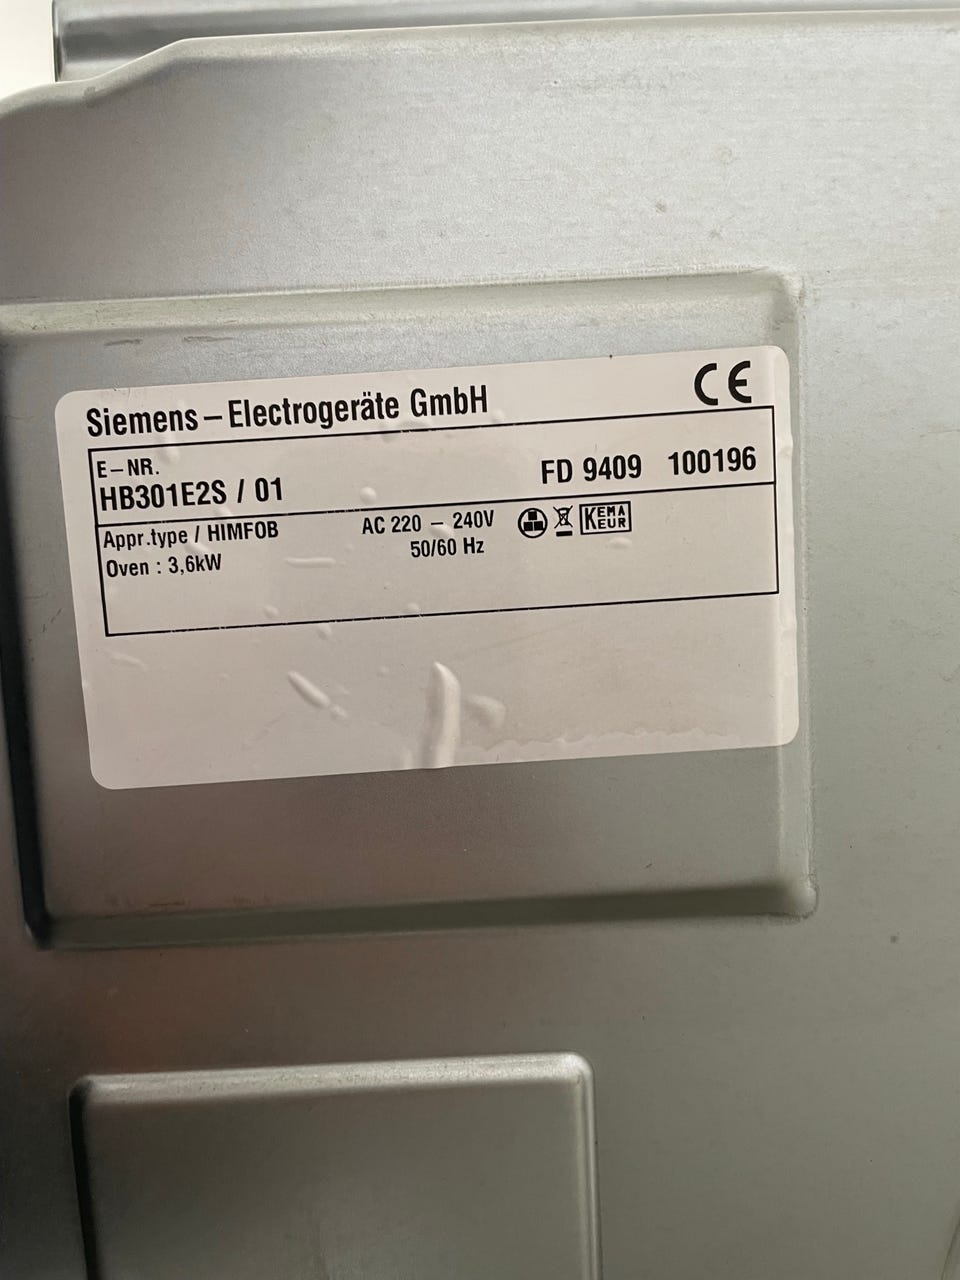 Siemens – Electrogeräte GmbH CE
E – NR.
HB301E2S / 01 FD 9409 100196
Appr.type / HIMFOB AC 220 – 240V KEMA
Oven : 3,6kW 50/60 Hz KEUR